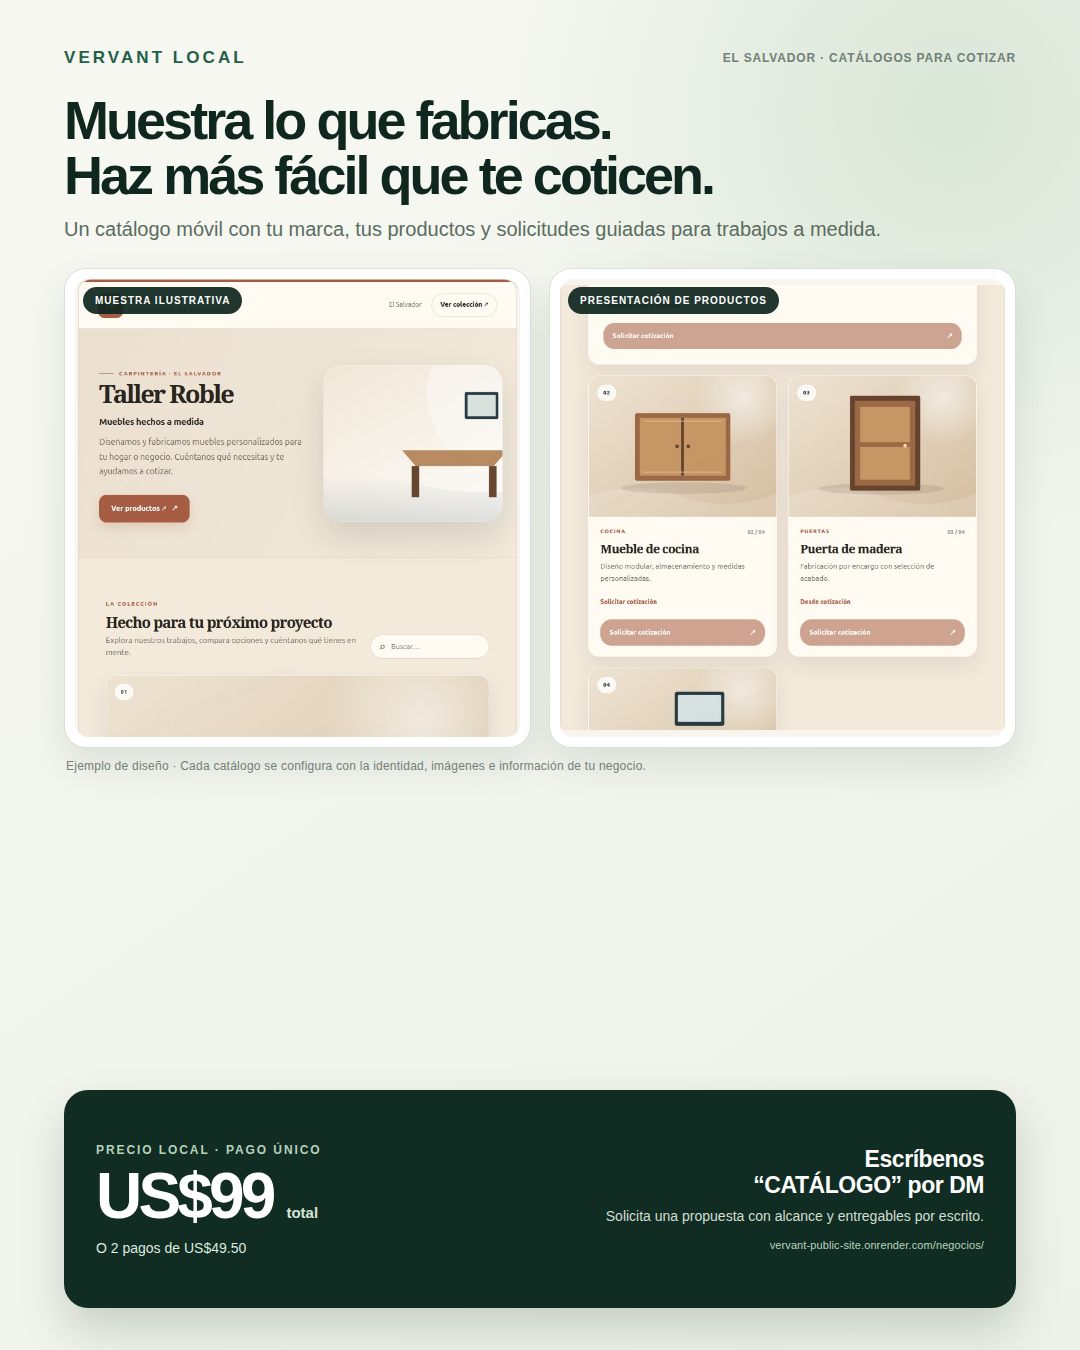 VERVANT LOCAL
EL SALVADOR · CATÁLOGOS PARA COTIZAR
Muestra lo que fabricas.
Haz más fácil que te coticen.
Un catálogo móvil con tu marca, tus productos y solicitudes guiadas para trabajos a medida.
MUESTRA ILUSTRATIVA
El Salvador
Ver colección ↗
CARPINTERÍA · EL SALVADOR
Taller Roble
Muebles hechos a medida
Diseñamos y fabricamos muebles personalizados para
tu hogar o negocio. Cuéntanos qué necesitas y te
ayudamos a cotizar.
Ver productos ↗ ↗
LA COLECCIÓN
Hecho para tu próximo proyecto
Explora nuestros trabajos, compara opciones y cuéntanos qué tienes en
mente.
Buscar...
01
PRESENTACIÓN DE PRODUCTOS
Solicitar cotización ↗
02
COCINA 02 / 04
Mueble de cocina
Diseño modular, almacenamiento y medidas
personalizadas.
Solicitar cotización
Solicitar cotización ↗
03
PUERTAS 03 / 04
Puerta de madera
Fabricación por encargo con selección de
acabado.
Desde cotización
Solicitar cotización ↗
04
Ejemplo de diseño · Cada catálogo se configura con la identidad, imágenes e información de tu negocio.
PRECIO LOCAL · PAGO ÚNICO
US$99 total
O 2 pagos de US$49.50
Escríbenos
“CATÁLOGO” por DM
Solicita una propuesta con alcance y entregables por escrito.
vervant-public-site.onrender.com/negocios/